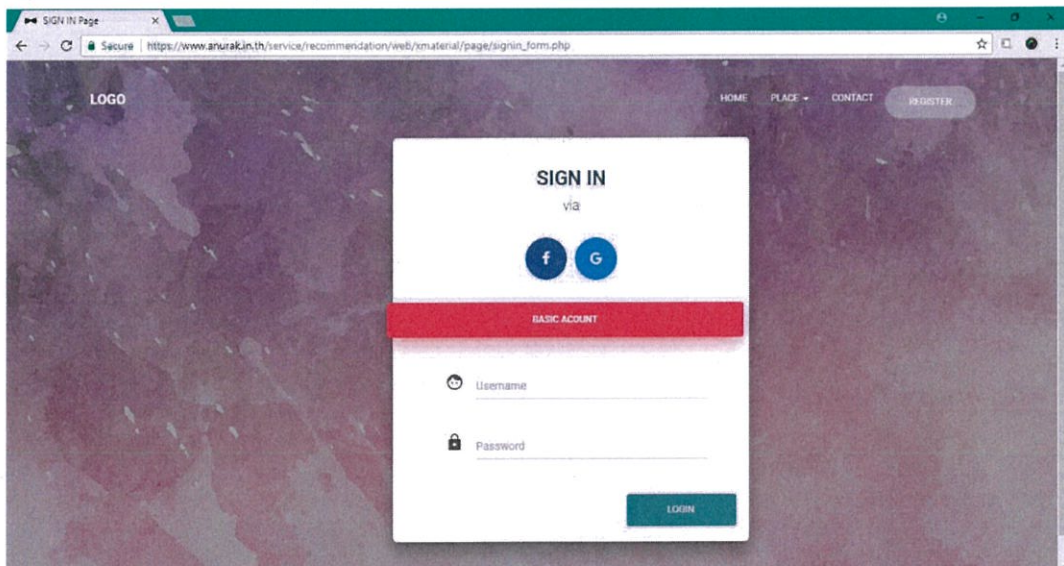 SIGN IN Page
Secure https://www.anurak.in.th/service/recommendation/web/xmaterial/page/signin_form.php
LOGO HOME PLACE CONTACT REGISTER
SIGN IN
via
f G
BASIC ACOUNT
Username
Password
LOGIN